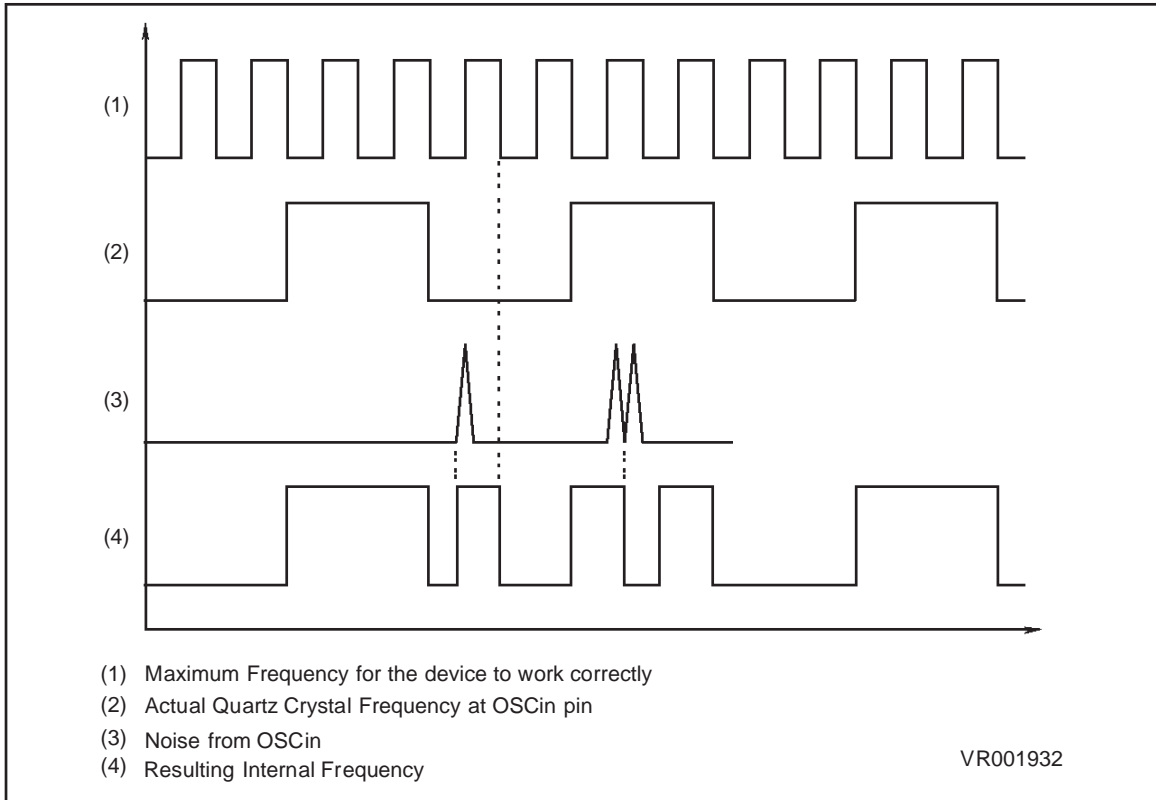 (1)
(2)
(3)
(4)
(1) Maximum Frequency for the device to work correctly
(2) Actual Quartz Crystal Frequency at OSCin pin
(3) Noise from OSCin
(4) Resulting Internal Frequency
VR001932